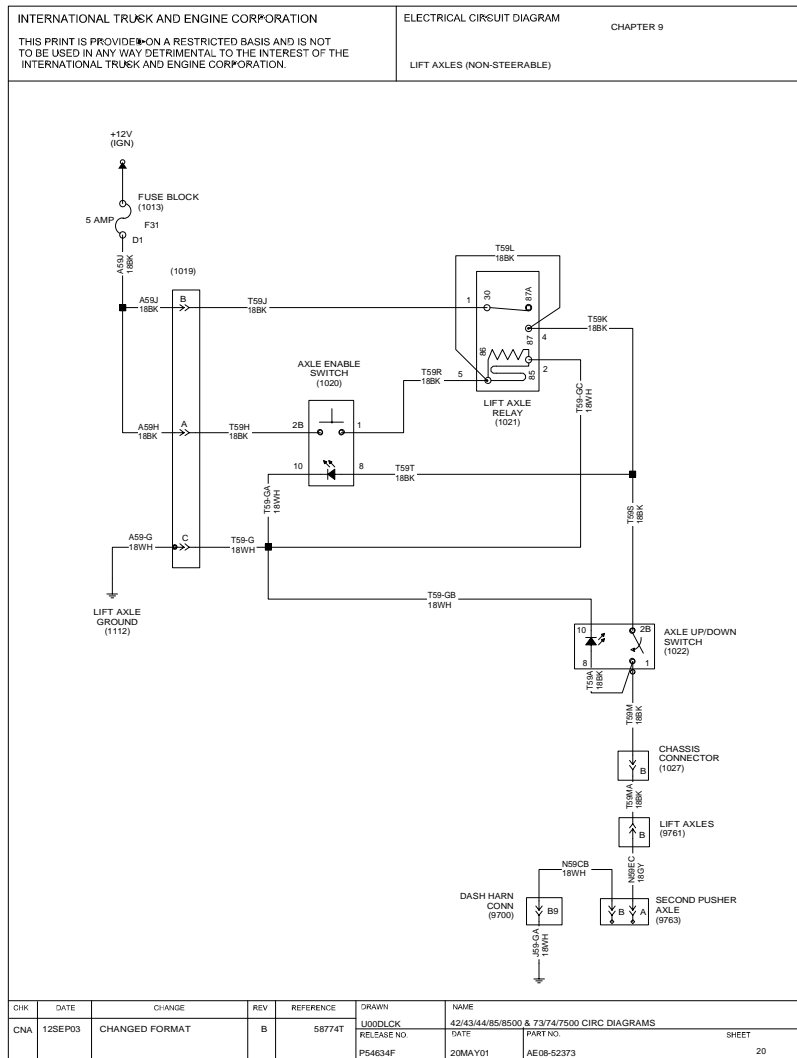 INTERNATIONAL TRUCK AND ENGINE CORPORATION
THIS PRINT IS PROVIDED ON A RESTRICTED BASIS AND IS NOT
TO BE USED IN ANY WAY DETRIMENTAL TO THE INTEREST OF THE
INTERNATIONAL TRUCK AND ENGINE CORPORATION.
ELECTRICAL CIRCUIT DIAGRAM
CHAPTER 9
LIFT AXLES (NON-STEERABLE)
+12V
(IGN)
FUSE BLOCK
(1013)
5 AMP
F31
D1
A59J
18BK
(1019)
A59J
18BK
B
T59J
18BK
T59L
18BK
1
30
87A
87
4
T59K
18BK
86
85
2
T59R
18BK
5
LIFT AXLE
RELAY
(1021)
T59-GC
18WH
AXLE ENABLE
SWITCH
(1020)
A59H
18BK
A
T59H
18BK
2B
1
10
8
T59T
18BK
T59-GA
18WH
T59S
18BK
A59-G
18WH
C
T59-G
18WH
LIFT AXLE
GROUND
(1112)
T59-GB
18WH
10
2B
8
1
AXLE UP/DOWN
SWITCH
(1022)
T59A
18BK
T59M
18BK
CHASSIS
CONNECTOR
(1027)
B
T59MA
18BK
LIFT AXLES
(9761)
B
N59EC
18GY
N59CB
18WH
DASH HARN
CONN
(9700)
B9
B
A
SECOND PUSHER
AXLE
(9763)
J59-GA
18WH
CHK
DATE
CHANGE
REV
REFERENCE
DRAWN
NAME
CNA
12SEP03
CHANGED FORMAT
B
58774T
U00DLCK
42/43/44/85/8500 & 73/74/7500 CIRC DIAGRAMS
RELEASE NO.
DATE
PART NO.
SHEET
P54634F
20MAY01
AE08-52373
20